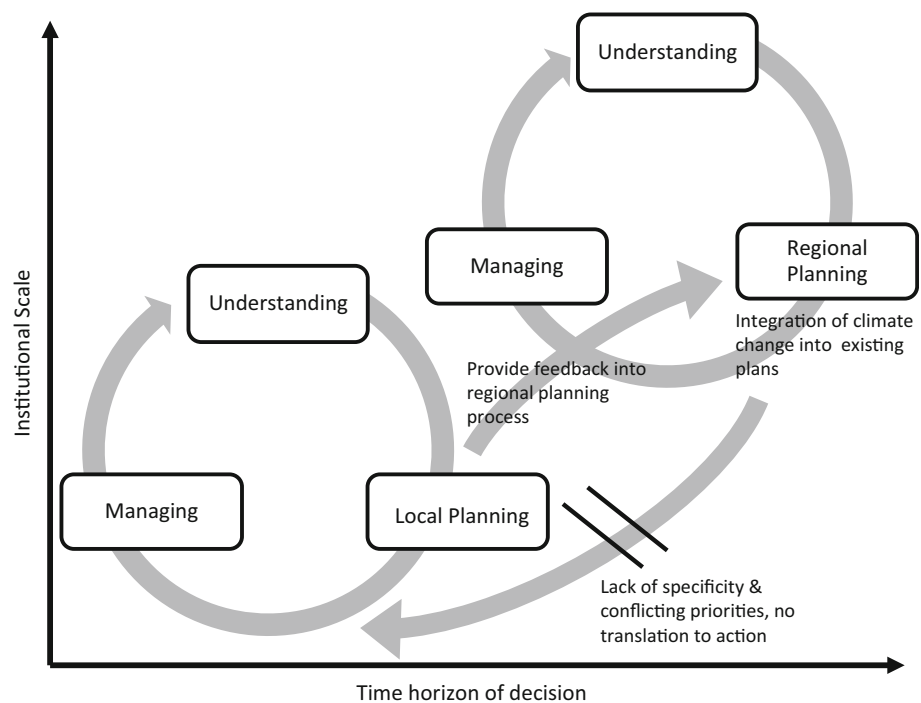 Understanding
Managing
Regional
Planning
Integration of climate
change into existing
plans
Provide feedback into
regional planning
process
Understanding
Managing
Local Planning
Lack of specificity &
conflicting priorities, no
translation to action
Institutional Scale
Time horizon of decision